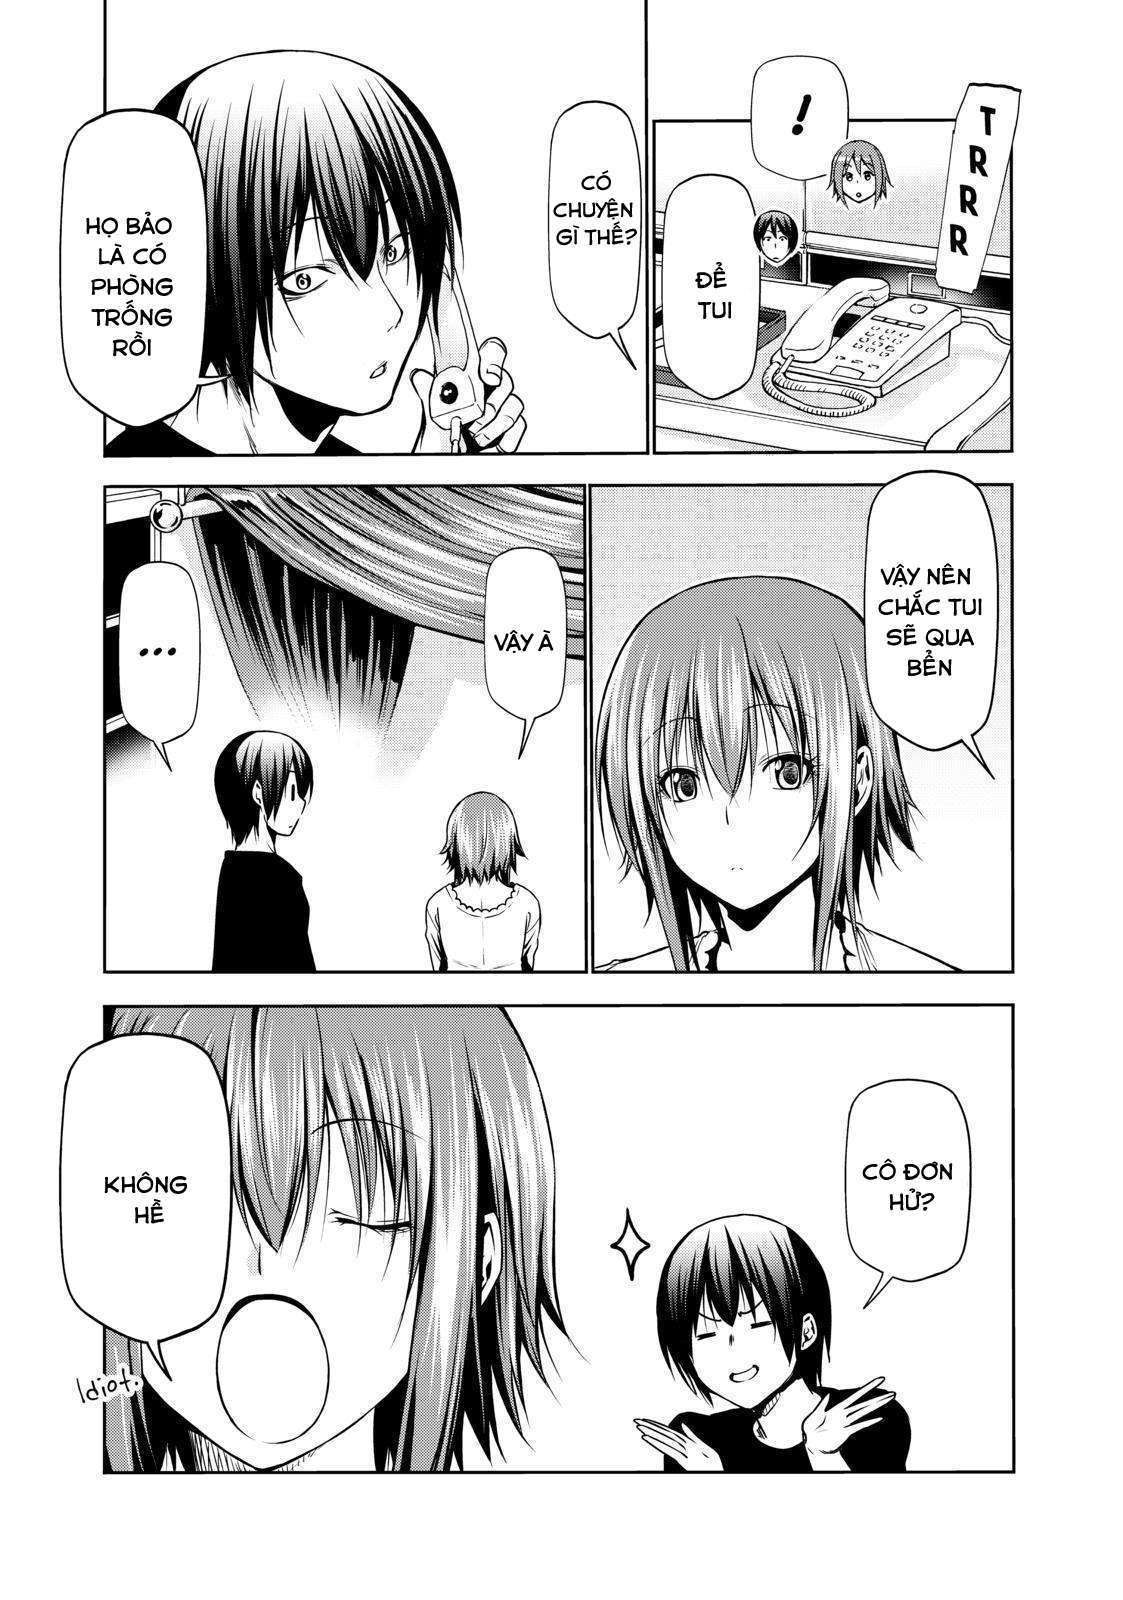 TRRR
!
ĐỂ
TUI
CÓ
CHUYỆN
GÌ THẾ?
HỌ BẢO
LÀ CÓ
PHÒNG
TRỐNG
RỒI
VẬY NÊN
CHẮC TUI
SẼ QUA
BỂN
VẬY À
...
CÔ ĐƠN
HỬ?
KHÔNG
HỀ
Idiot.